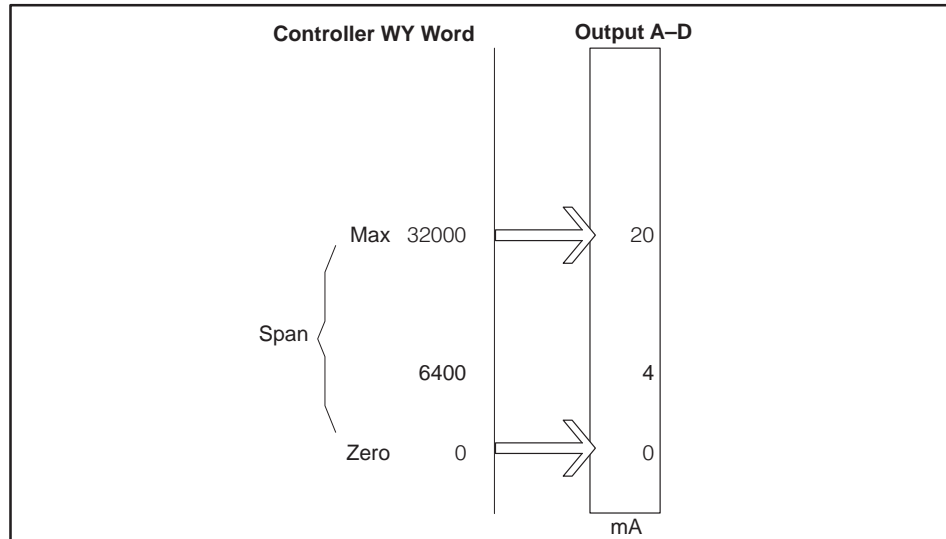 Controller WY Word Output A–D
Max 32000 20
Span
6400 4
Zero 0 0
mA